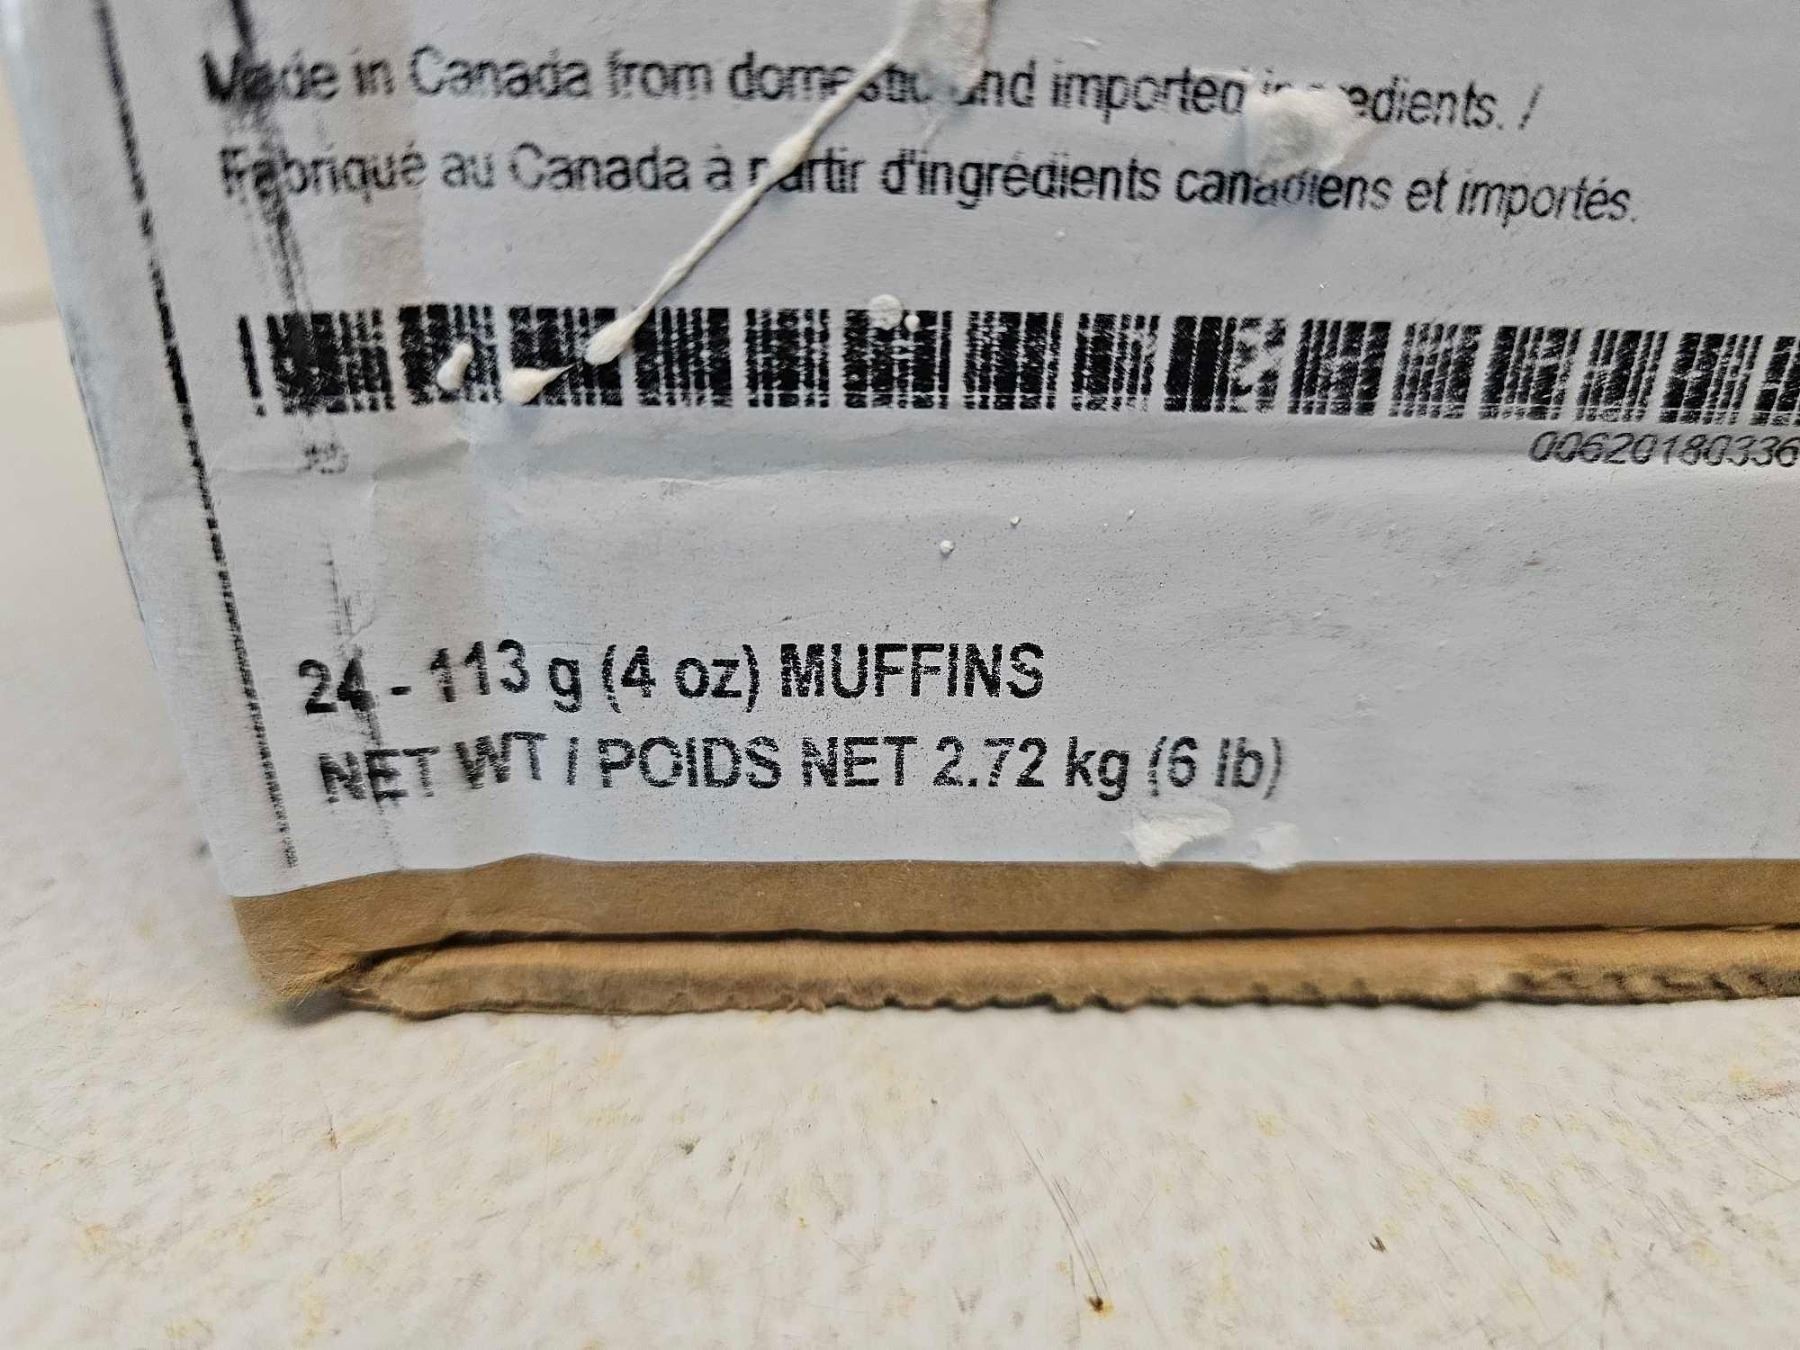 Made in Canada from domestic and imported ingredients. /
Fabriqué au Canada à partir d'ingrédients canadiens et importés.
00620180336
24 - 113 g (4 oz) MUFFINS
NET WT / POIDS NET 2.72 kg (6 lb)